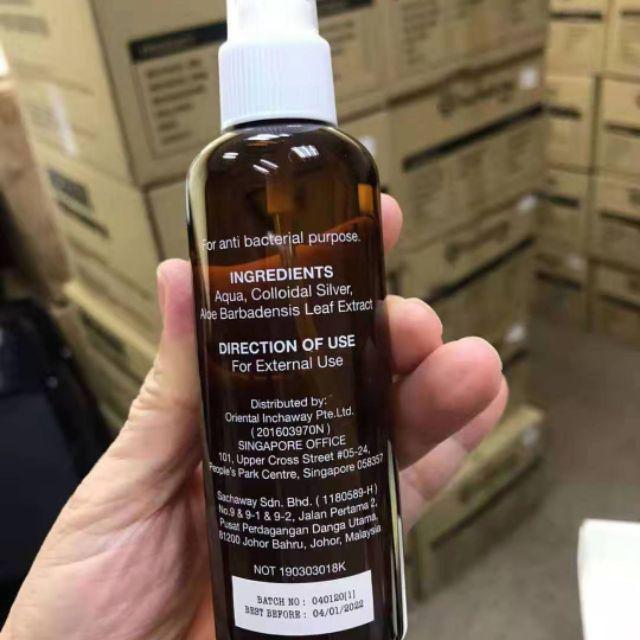 For anti bacterial purpose.
INGREDIENTS
Aqua, Colloidal Silver,
Aloe Barbadensis Leaf Extract
DIRECTION OF USE
For External Use
Distributed by:
Oriental Inchaway Pte.Ltd.
( 201603970N )
SINGAPORE OFFICE
101, Upper Cross Street #05-24,
People's Park Centre, Singapore 058357
Sachaway Sdn. Bhd. ( 1180589-H )
No.9 & 9-1 & 9-2, Jalan Pertama 2,
Pusat Perdagangan Danga Utama,
81200 Johor Bahru, Johor, Malaysia
NOT 190303018K
BATCH NO : 040120[1]
BEST BEFORE : 04/01/2022